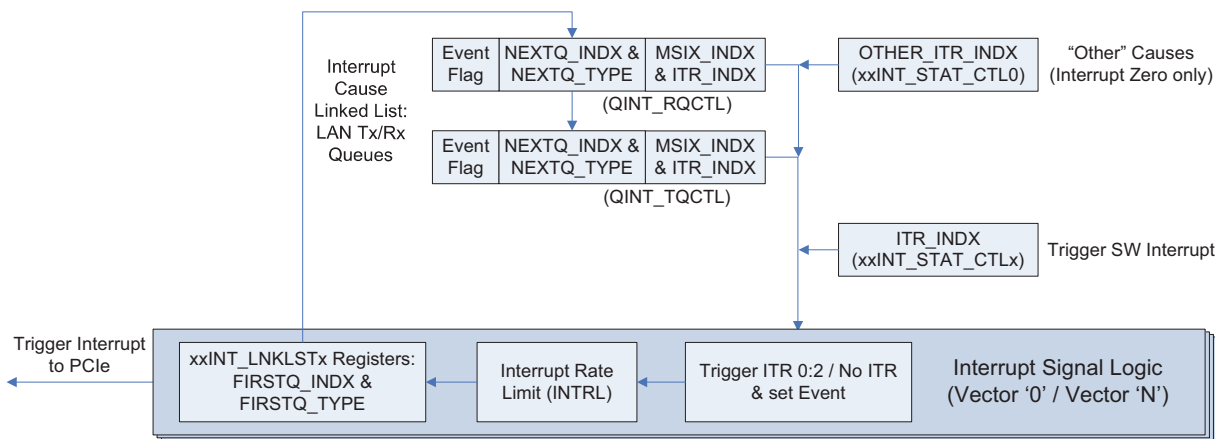 Interrupt
Cause
Linked List:
LAN Tx/Rx
Queues
Event
Flag
NEXTQ_INDX &
NEXTQ_TYPE
MSIX_INDX
& ITR_INDX
(QINT_RQCTL)
OTHER_ITR_INDX
(xxINT_STAT_CTL0)
“Other” Causes
(Interrupt Zero only)
Event
Flag
NEXTQ_INDX &
NEXTQ_TYPE
MSIX_INDX
& ITR_INDX
(QINT_TQCTL)
ITR_INDX
(xxINT_STAT_CTLx)
Trigger SW Interrupt
Trigger Interrupt
to PCIe
xxINT_LNKLSTx Registers:
FIRSTQ_INDX &
FIRSTQ_TYPE
Interrupt Rate
Limit (INTRL)
Trigger ITR 0:2 / No ITR
& set Event
Interrupt Signal Logic
(Vector ‘0’ / Vector ‘N’)